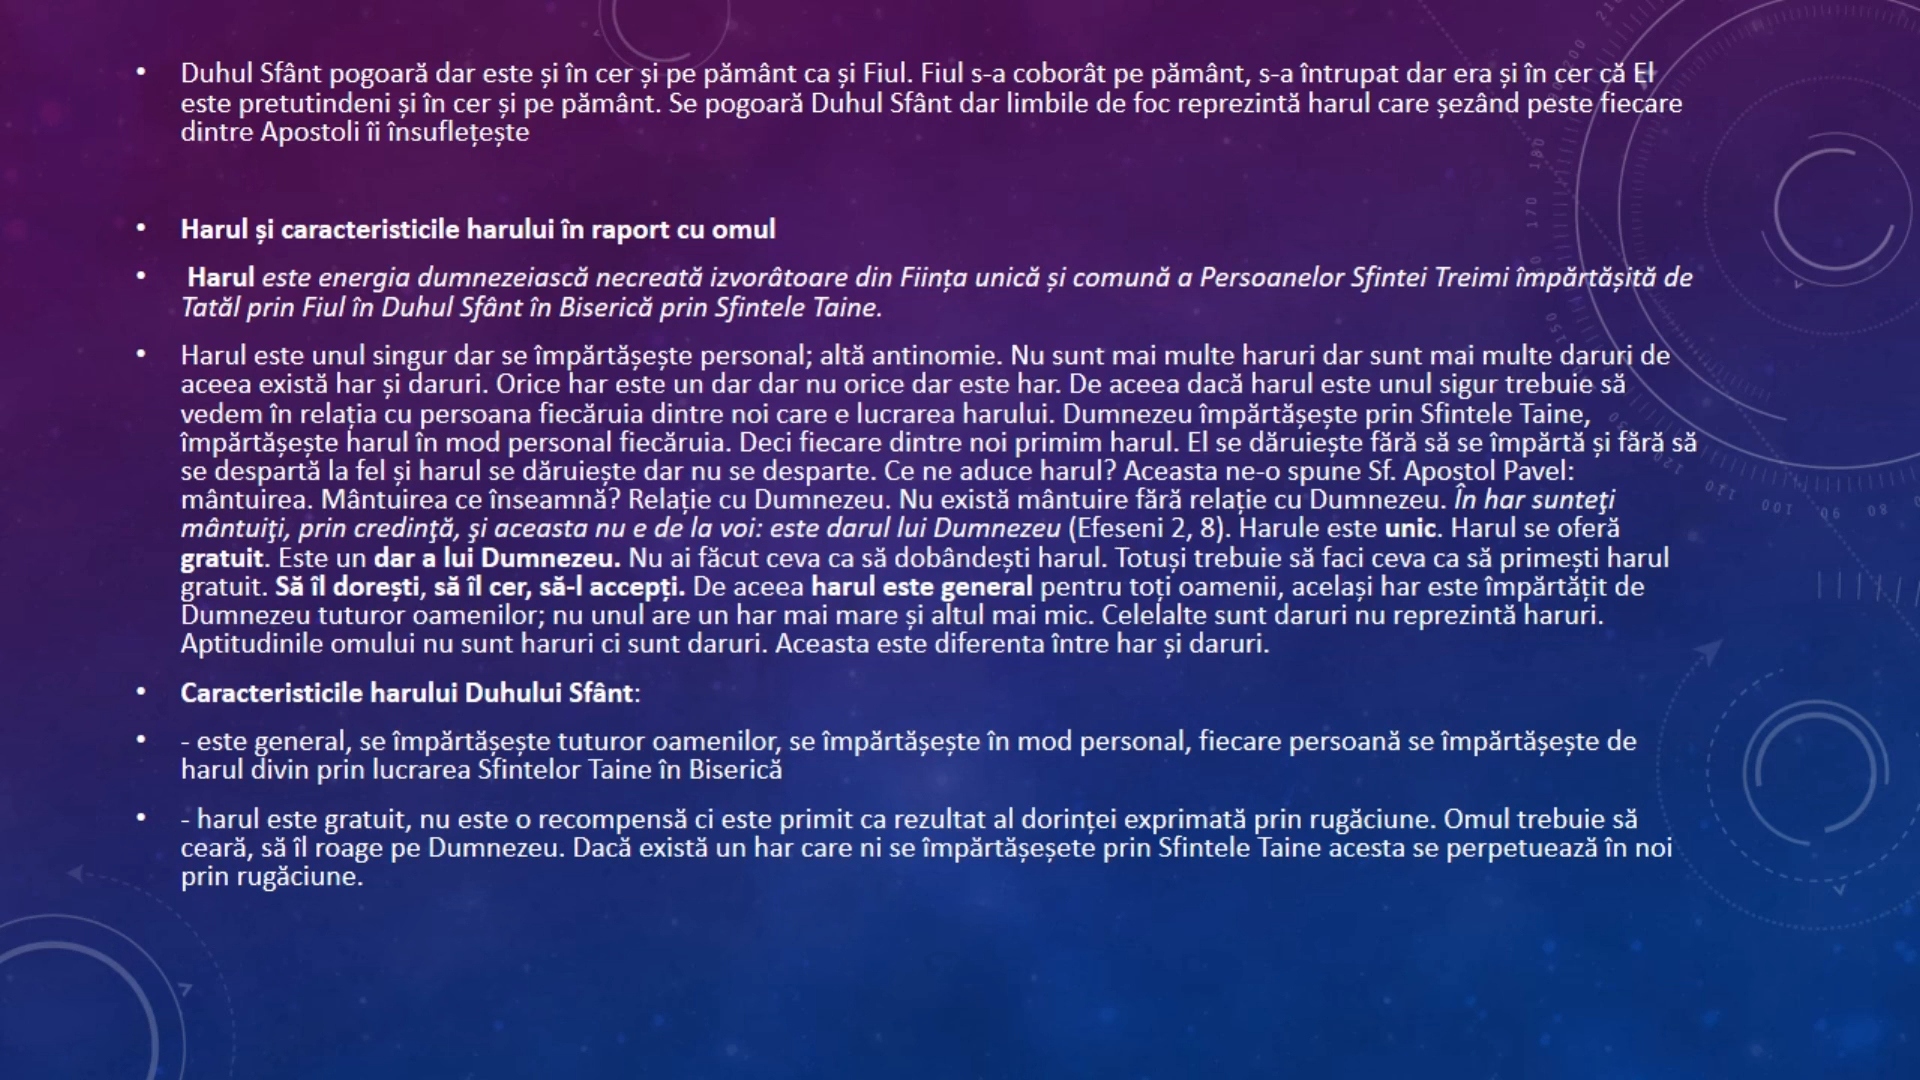 • Duhul Sfânt pogoară dar este și în cer și pe pământ ca și Fiul. Fiul s-a coborât pe pământ, s-a întrupat dar era și în cer că El
este pretutindeni și în cer și pe pământ. Se pogoară Duhul Sfânt dar limbile de foc reprezintă harul care șezând peste fiecare
dintre Apostoli îi însuflețește
• Harul și caracteristicile harului în raport cu omul
• Harul este energia dumnezeiască necreată izvorâtoare din Ființa unică și comună a Persoanelor Sfintei Treimi împărtășită de
Tatăl prin Fiul în Duhul Sfânt în Biserică prin Sfintele Taine.
• Harul este unul singur dar se împărtășește personal; altă antinomie. Nu sunt mai multe haruri dar sunt mai multe daruri de
aceea există har și daruri. Orice har este un dar dar nu orice dar este har. De aceea dacă harul este unul sigur trebuie să
vedem în relația cu persoana fiecăruia dintre noi care e lucrarea harului. Dumnezeu împărtășește prin Sfintele Taine,
împărtășește harul în mod personal fiecăruia. Deci fiecare dintre noi primim harul. El se dăruiește fără să se împărtă și fără să
se despartă la fel și harul se dăruiește dar nu se desparte. Ce ne aduce harul? Aceasta ne-o spune Sf. Apostol Pavel:
mântuirea. Mântuirea ce înseamnă? Relație cu Dumnezeu. Nu există mântuire fără relație cu Dumnezeu. În har sunteţi
mântuiţi, prin credinţă, şi aceasta nu e de la voi: este darul lui Dumnezeu (Efeseni 2, 8). Harule este unic. Harul se oferă
gratuit. Este un dar a lui Dumnezeu. Nu ai făcut ceva ca să dobândești harul. Totuși trebuie să faci ceva ca să primești harul
gratuit. Să îl dorești, să îl cer, să-l accepți. De aceea harul este general pentru toți oamenii, același har este împărtățit de
Dumnezeu tuturor oamenilor; nu unul are un har mai mare și altul mai mic. Celelalte sunt daruri nu reprezintă haruri.
Aptitudinile omului nu sunt haruri ci sunt daruri. Aceasta este diferenta între har și daruri.
• Caracteristicile harului Duhului Sfânt:
• - este general, se împărtășește tuturor oamenilor, se împărtășește în mod personal, fiecare persoană se împărtășește de
harul divin prin lucrarea Sfintelor Taine în Biserică
• - harul este gratuit, nu este o recompensă ci este primit ca rezultat al dorinței exprimată prin rugăciune. Omul trebuie să
ceară, să îl roage pe Dumnezeu. Dacă există un har care ni se împărtășeșete prin Sfintele Taine acesta se perpetuează în noi
prin rugăciune.